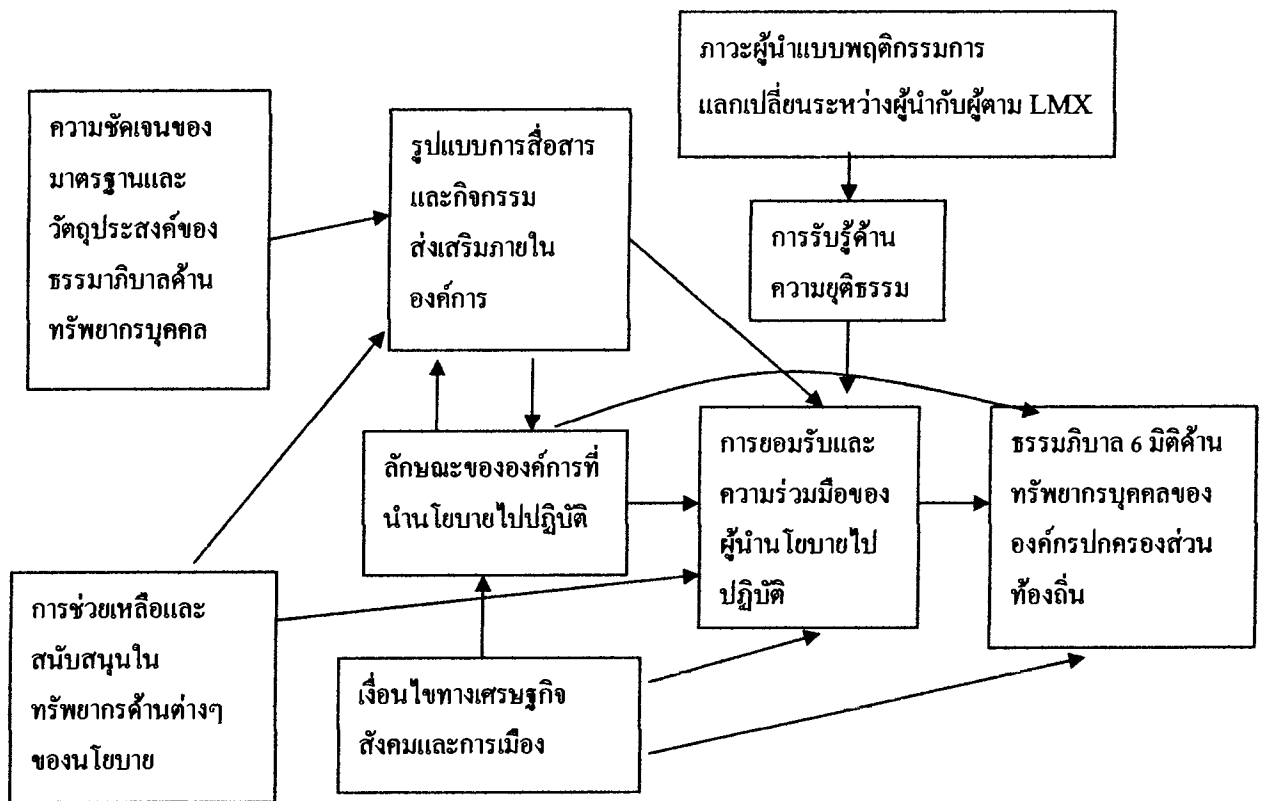 ภาวะผู้นำแบบพฤติกรรมการ
แลกเปลี่ยนระหว่างผู้นำกับผู้ตาม LMX
ความชัดเจนของ
มาตรฐานและ
วัตถุประสงค์ของ
ธรรมาภิบาลด้าน
ทรัพยากรบุคคล
รูปแบบการสื่อสาร
และกิจกรรม
ส่งเสริมภายใน
องค์การ
การรับรู้ด้าน
ความยุติธรรม
ลักษณะขององค์การที่
นำนโยบายไปปฏิบัติ
การยอมรับและ
ความร่วมมือของ
ผู้นำนโยบายไป
ปฏิบัติ
ธรรมภิบาล 6 มิติด้าน
ทรัพยากรบุคคลของ
องค์กรปกครองส่วน
ท้องถิ่น
การช่วยเหลือและ
สนับสนุนใน
ทรัพยากรด้านต่างๆ
ของนโยบาย
เงื่อนไขทางเศรษฐกิจ
สังคมและการเมือง